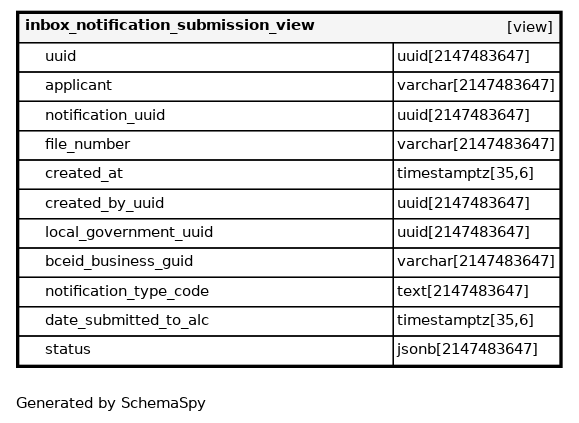 inbox_notification_submission_view [view]
uuid uuid[2147483647]
applicant varchar[2147483647]
notification_uuid uuid[2147483647]
file_number varchar[2147483647]
created_at timestamptz[35,6]
created_by_uuid uuid[2147483647]
local_government_uuid uuid[2147483647]
bceid_business_guid varchar[2147483647]
notification_type_code text[2147483647]
date_submitted_to_alc timestamptz[35,6]
status jsonb[2147483647]
Generated by SchemaSpy